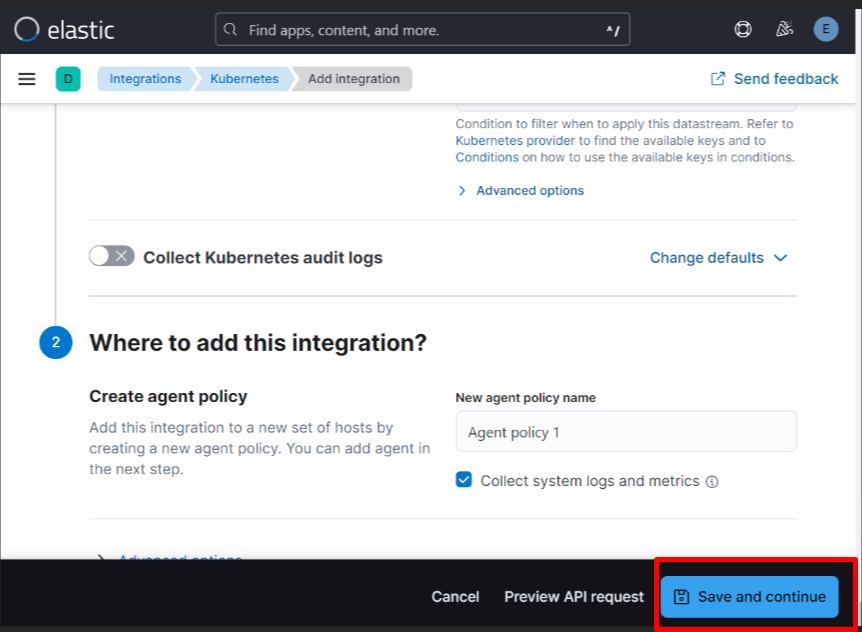 elastic
Find apps, content, and more.
^/
E
D
Integrations
Kubernetes
Add integration
Send feedback
Condition to filter when to apply this datastream. Refer to
Kubernetes provider to find the available keys and to
Conditions on how to use the available keys in conditions.
Advanced options
Collect Kubernetes audit logs
Change defaults
2
Where to add this integration?
Create agent policy
Add this integration to a new set of hosts by
creating a new agent policy. You can add agent in
the next step.
New agent policy name
Agent policy 1
Collect system logs and metrics
Advanced options
Cancel
Preview API request
Save and continue